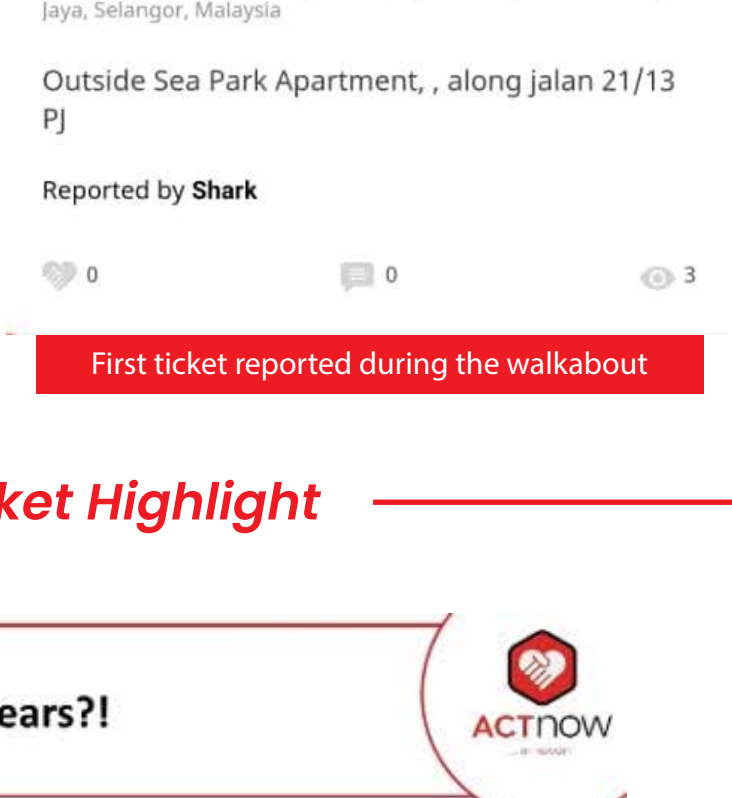 Jaya, Selangor, Malaysia
Outside Sea Park Apartment, , along jalan 21/13
PJ
Reported by Shark
0 0 3
First ticket reported during the walkabout
ket Highlight
ears?!
ACTNOW